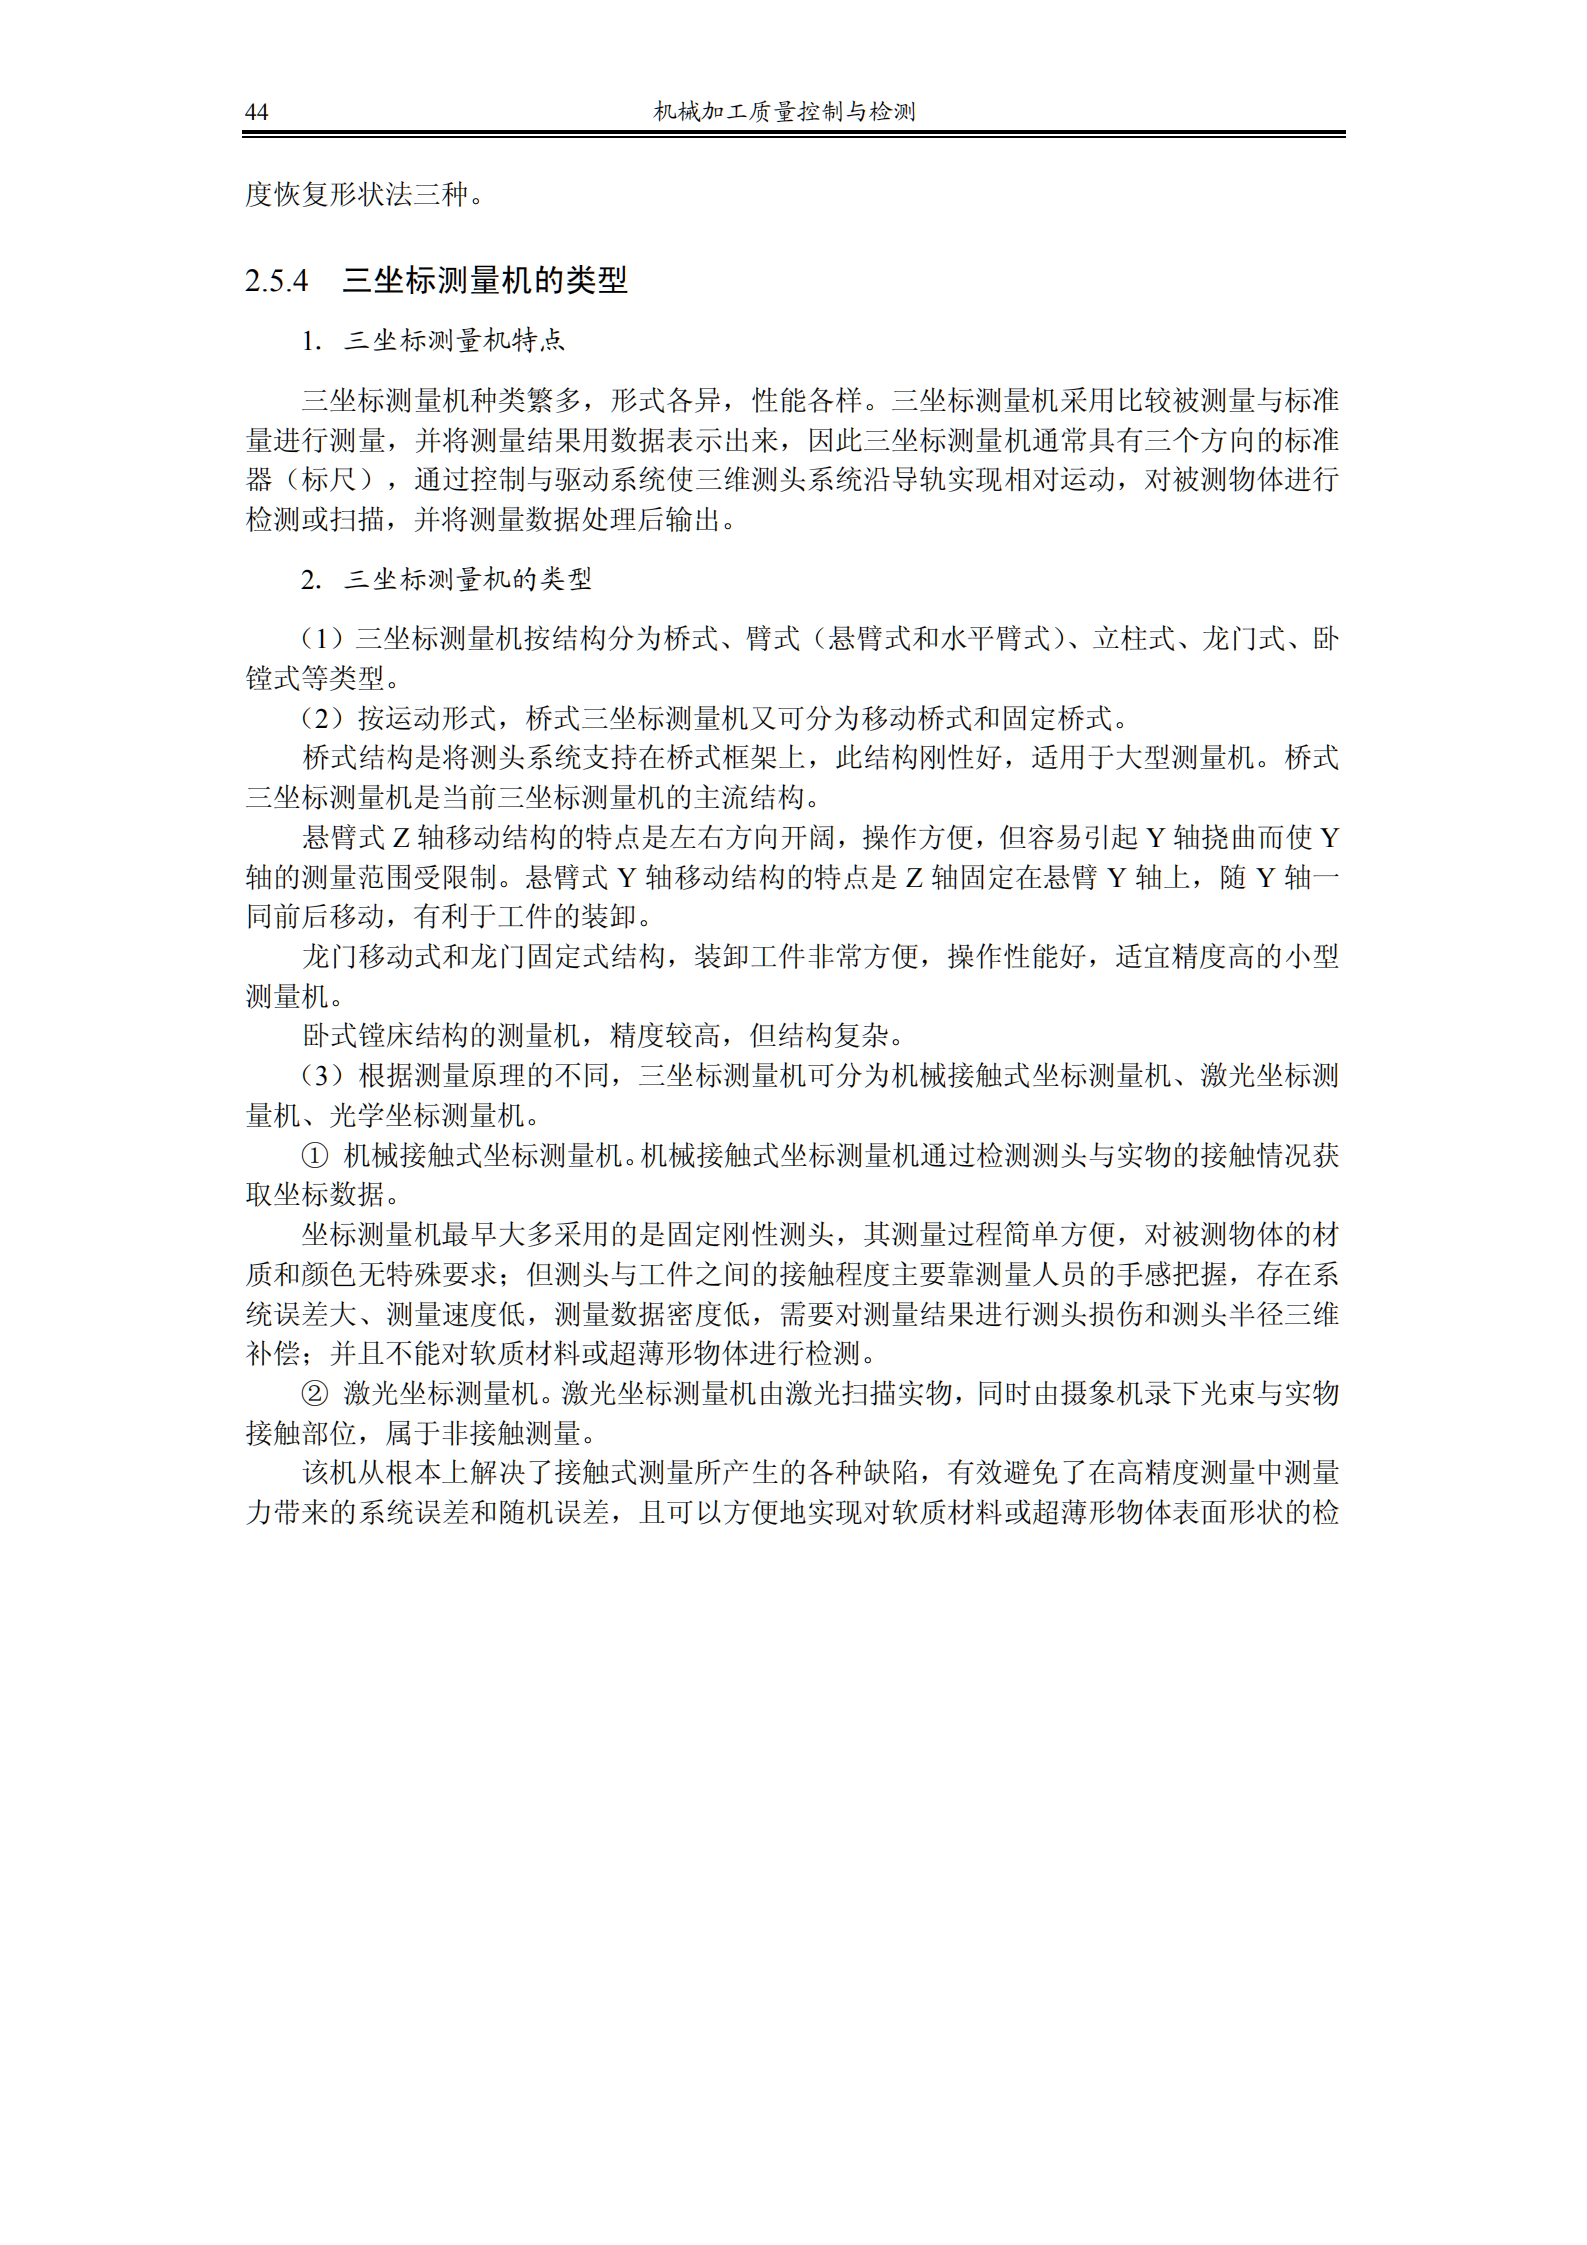 44 机械加工质量控制与检测
度恢复形状法三种。
2.5.4 三坐标测量机的类型
1. 三坐标测量机特点
三坐标测量机种类繁多，形式各异，性能各样。三坐标测量机采用比较被测量与标准
量进行测量，并将测量结果用数据表示出来，因此三坐标测量机通常具有三个方向的标准
器（标尺），通过控制与驱动系统使三维测头系统沿导轨实现相对运动，对被测物体进行
检测或扫描，并将测量数据处理后输出。
2. 三坐标测量机的类型
（1）三坐标测量机按结构分为桥式、臂式（悬臂式和水平臂式）、立柱式、龙门式、卧
镗式等类型。
（2）按运动形式，桥式三坐标测量机又可分为移动桥式和固定桥式。
桥式结构是将测头系统支持在桥式框架上，此结构刚性好，适用于大型测量机。桥式
三坐标测量机是当前三坐标测量机的主流结构。
悬臂式 Z 轴移动结构的特点是左右方向开阔，操作方便，但容易引起 Y 轴挠曲而使 Y
轴的测量范围受限制。悬臂式 Y 轴移动结构的特点是 Z 轴固定在悬臂 Y 轴上，随 Y 轴一
同前后移动，有利于工件的装卸。
龙门移动式和龙门固定式结构，装卸工件非常方便，操作性能好，适宜精度高的小型
测量机。
卧式镗床结构的测量机，精度较高，但结构复杂。
（3）根据测量原理的不同，三坐标测量机可分为机械接触式坐标测量机、激光坐标测
量机、光学坐标测量机。
① 机械接触式坐标测量机。机械接触式坐标测量机通过检测测头与实物的接触情况获
取坐标数据。
坐标测量机最早大多采用的是固定刚性测头，其测量过程简单方便，对被测物体的材
质和颜色无特殊要求；但测头与工件之间的接触程度主要靠测量人员的手感把握，存在系
统误差大、测量速度低，测量数据密度低，需要对测量结果进行测头损伤和测头半径三维
补偿；并且不能对软质材料或超薄形物体进行检测。
② 激光坐标测量机。激光坐标测量机由激光扫描实物，同时由摄象机录下光束与实物
接触部位，属于非接触测量。
该机从根本上解决了接触式测量所产生的各种缺陷，有效避免了在高精度测量中测量
力带来的系统误差和随机误差，且可以方便地实现对软质材料或超薄形物体表面形状的检